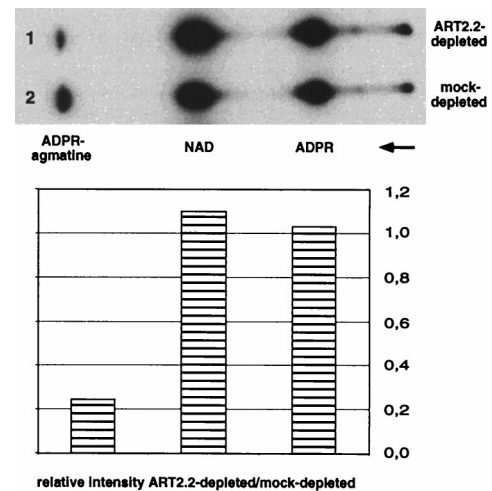 1
ART2.2-
depleted
2
mock-
depleted
ADPR-
agmatine
NAD
ADPR
1,2
1,0
0,8
0,6
0,4
0,2
0,0
relative intensity ART2.2-depleted/mock-depleted